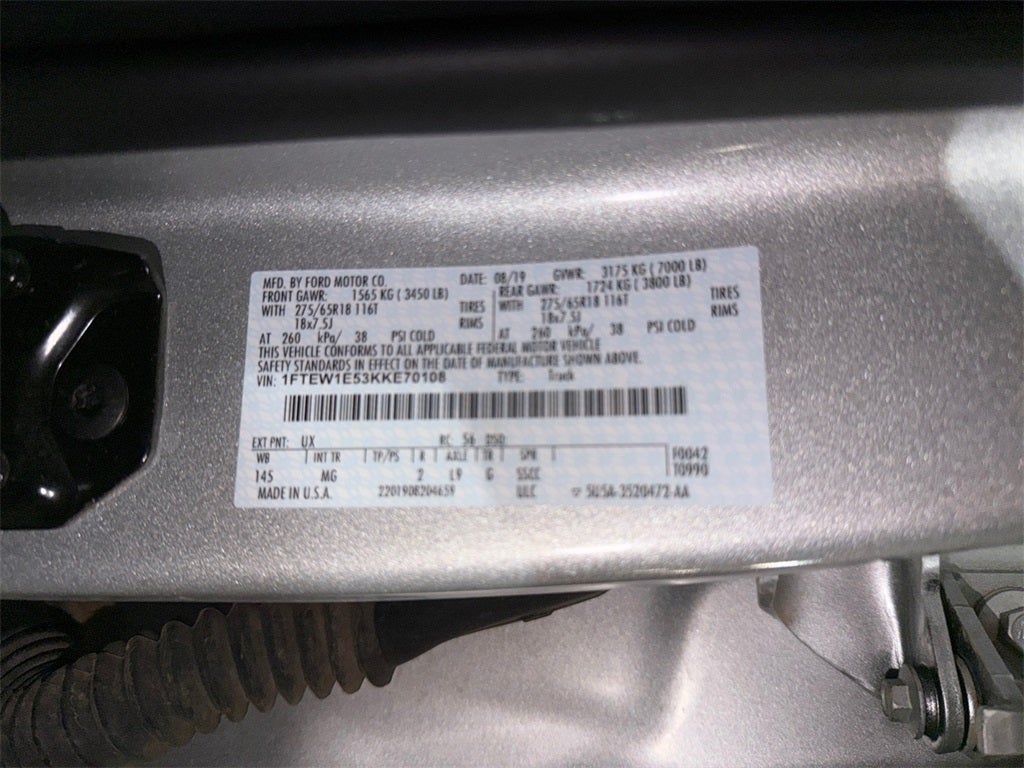 MFD. BY FORD MOTOR CO. DATE: 08/19 GVWR: 3175 KG ( 7000 LB)
FRONT GAWR: 1565 KG ( 3450 LB) REAR GAWR: 1724 KG ( 3800 LB)
WITH 275/65R18 116T TIRES WITH 275/65R18 116T TIRES
18x7.5J RIMS 18x7.5J RIMS
AT 260 kPa/ 38 PSI COLD AT 260 kPa/ 38 PSI COLD
THIS VEHICLE CONFORMS TO ALL APPLICABLE FEDERAL MOTOR VEHICLE
SAFETY STANDARDS IN EFFECT ON THE DATE OF MANUFACTURE SHOWN ABOVE.
VIN: 1FTEW1E53KKE70108 TYPE: Truck
EXT PNT: UX RC: 56 DSO:
WB INT TR TP/PS R AXLE TR SPR F0042
145 MG 2 L9 G SSCC T0990
MADE IN U.S.A. 2201908204659 ULC 5U5A-3520472-AA